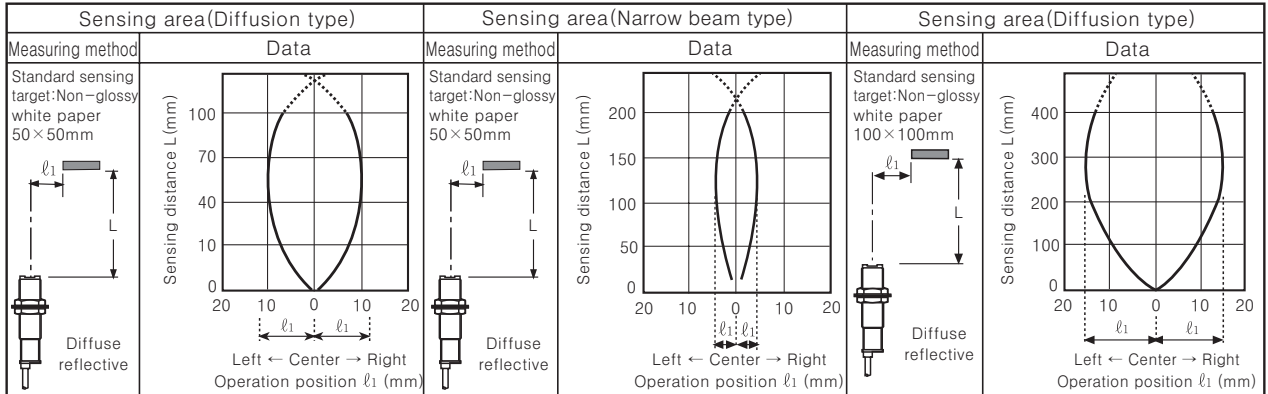 Sensing area(Diffusion type)
Measuring method
Data
Standard sensing
target:Non-glossy
white paper
50×50mm
ℓ1
L
Diffuse
reflective
Sensing distance L (mm)
100
70
40
10
0
20 10 0 10 20
ℓ1 ℓ1
Left ← Center → Right
Operation position ℓ1 (mm)
Sensing area(Narrow beam type)
Measuring method
Data
Standard sensing
target:Non-glossy
white paper
50×50mm
ℓ1
L
Diffuse
reflective
Sensing distance L (mm)
200
150
100
50
0
20 10 0 10 20
ℓ1 ℓ1
Left ← Center → Right
Operation position ℓ1 (mm)
Sensing area(Diffusion type)
Measuring method
Data
Standard sensing
target:Non-glossy
white paper
100×100mm
ℓ1
L
Diffuse
reflective
Sensing distance L (mm)
400
300
200
100
0
20 10 0 10 20
ℓ1 ℓ1
Left ← Center → Right
Operation position ℓ1 (mm)